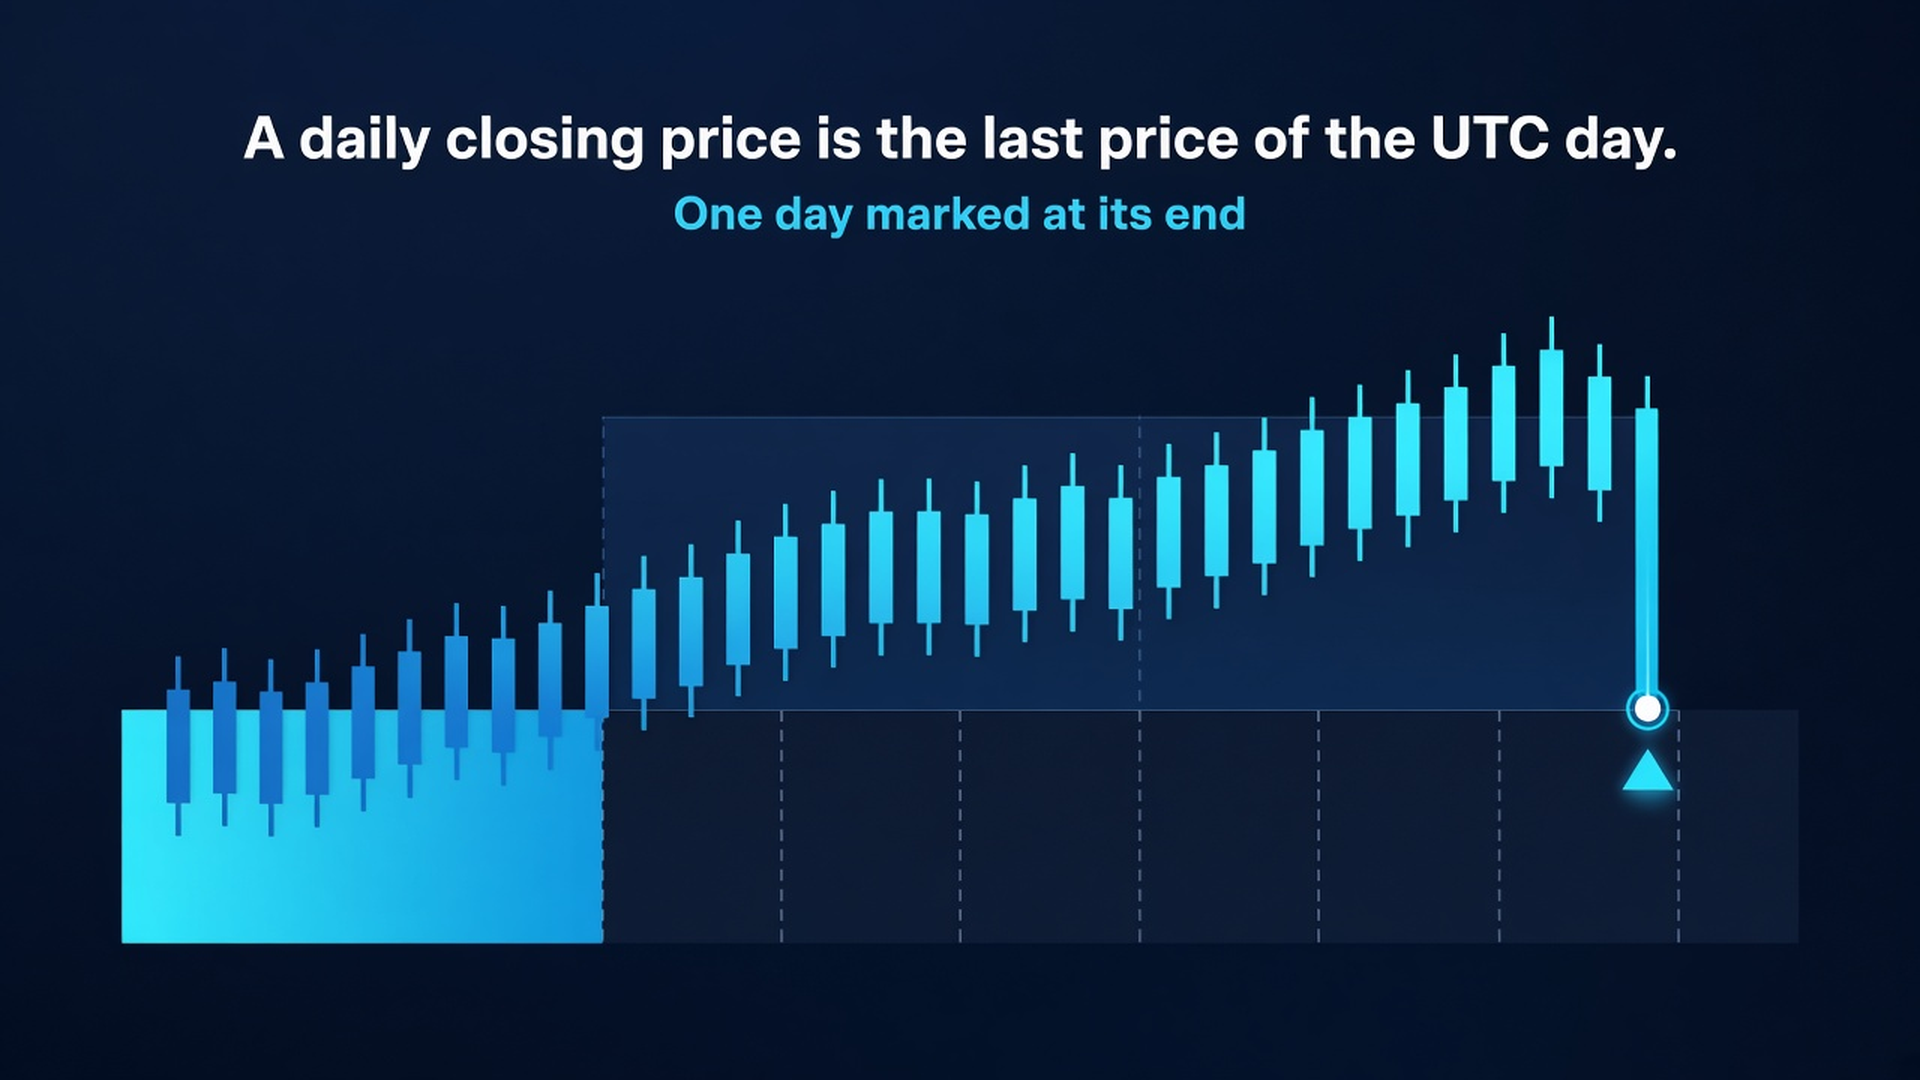 A daily closing price is the last price of the UTC day.
One day marked at its end